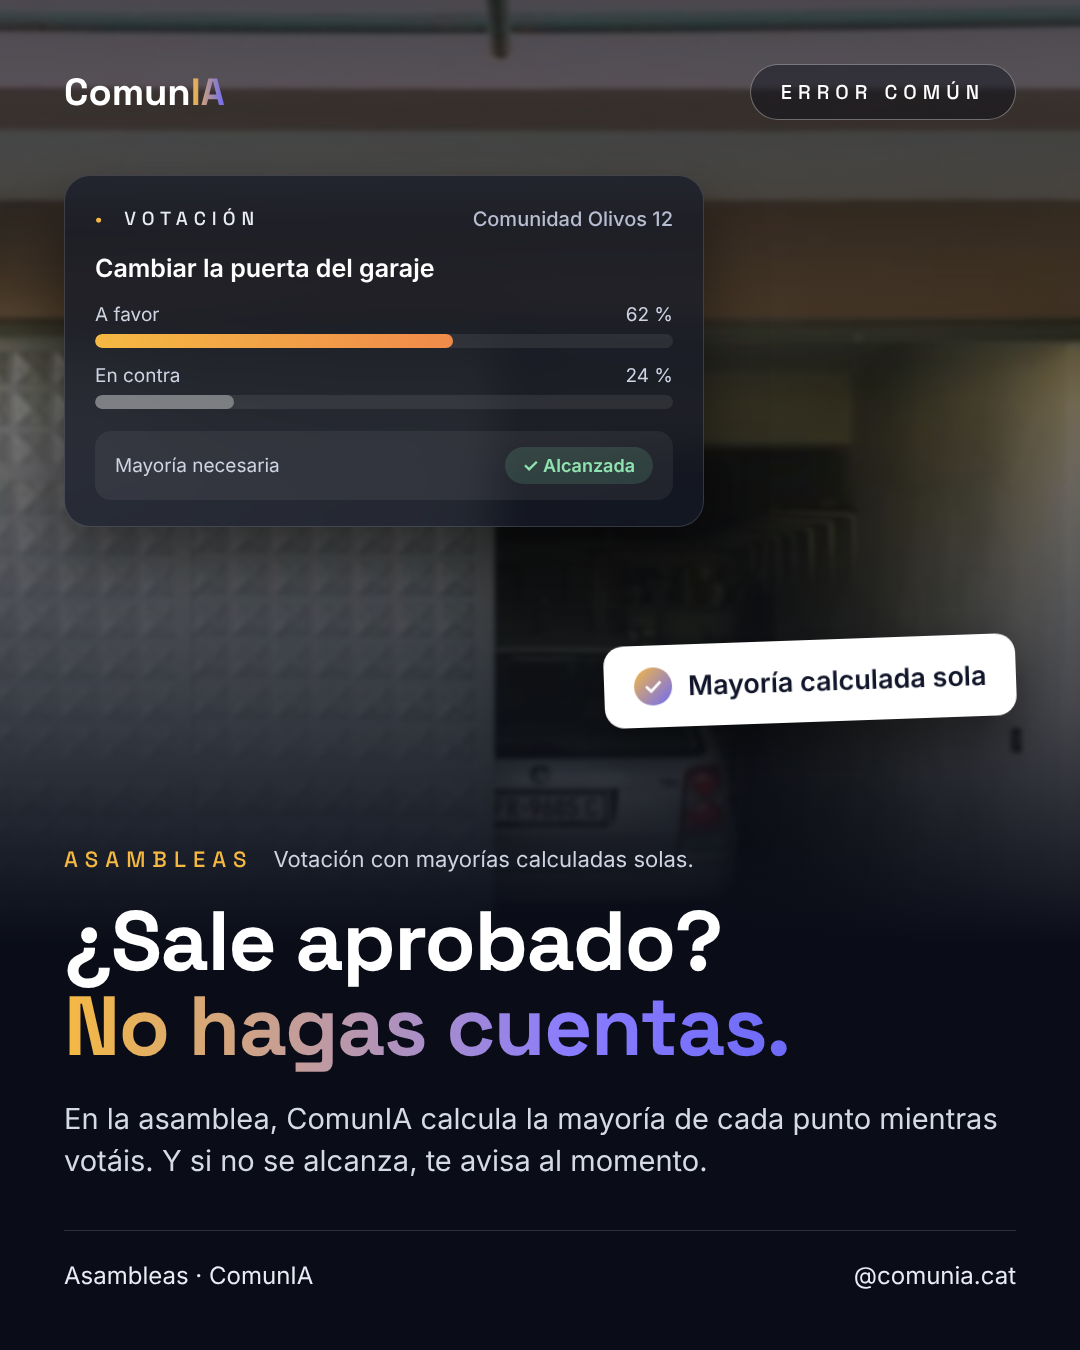 ComunIA
ERROR COMÚN
• VOTACIÓN
Comunidad Olivos 12
Cambiar la puerta del garaje
A favor
62 %
En contra
24 %
Mayoría necesaria
✓ Alcanzada
Mayoría calculada sola
ASAMBLEAS Votación con mayorías calculadas solas.
¿Sale aprobado?
No hagas cuentas.
En la asamblea, ComunIA calcula la mayoría de cada punto mientras
votáis. Y si no se alcanza, te avisa al momento.
Asambleas · ComunIA
@comunia.cat